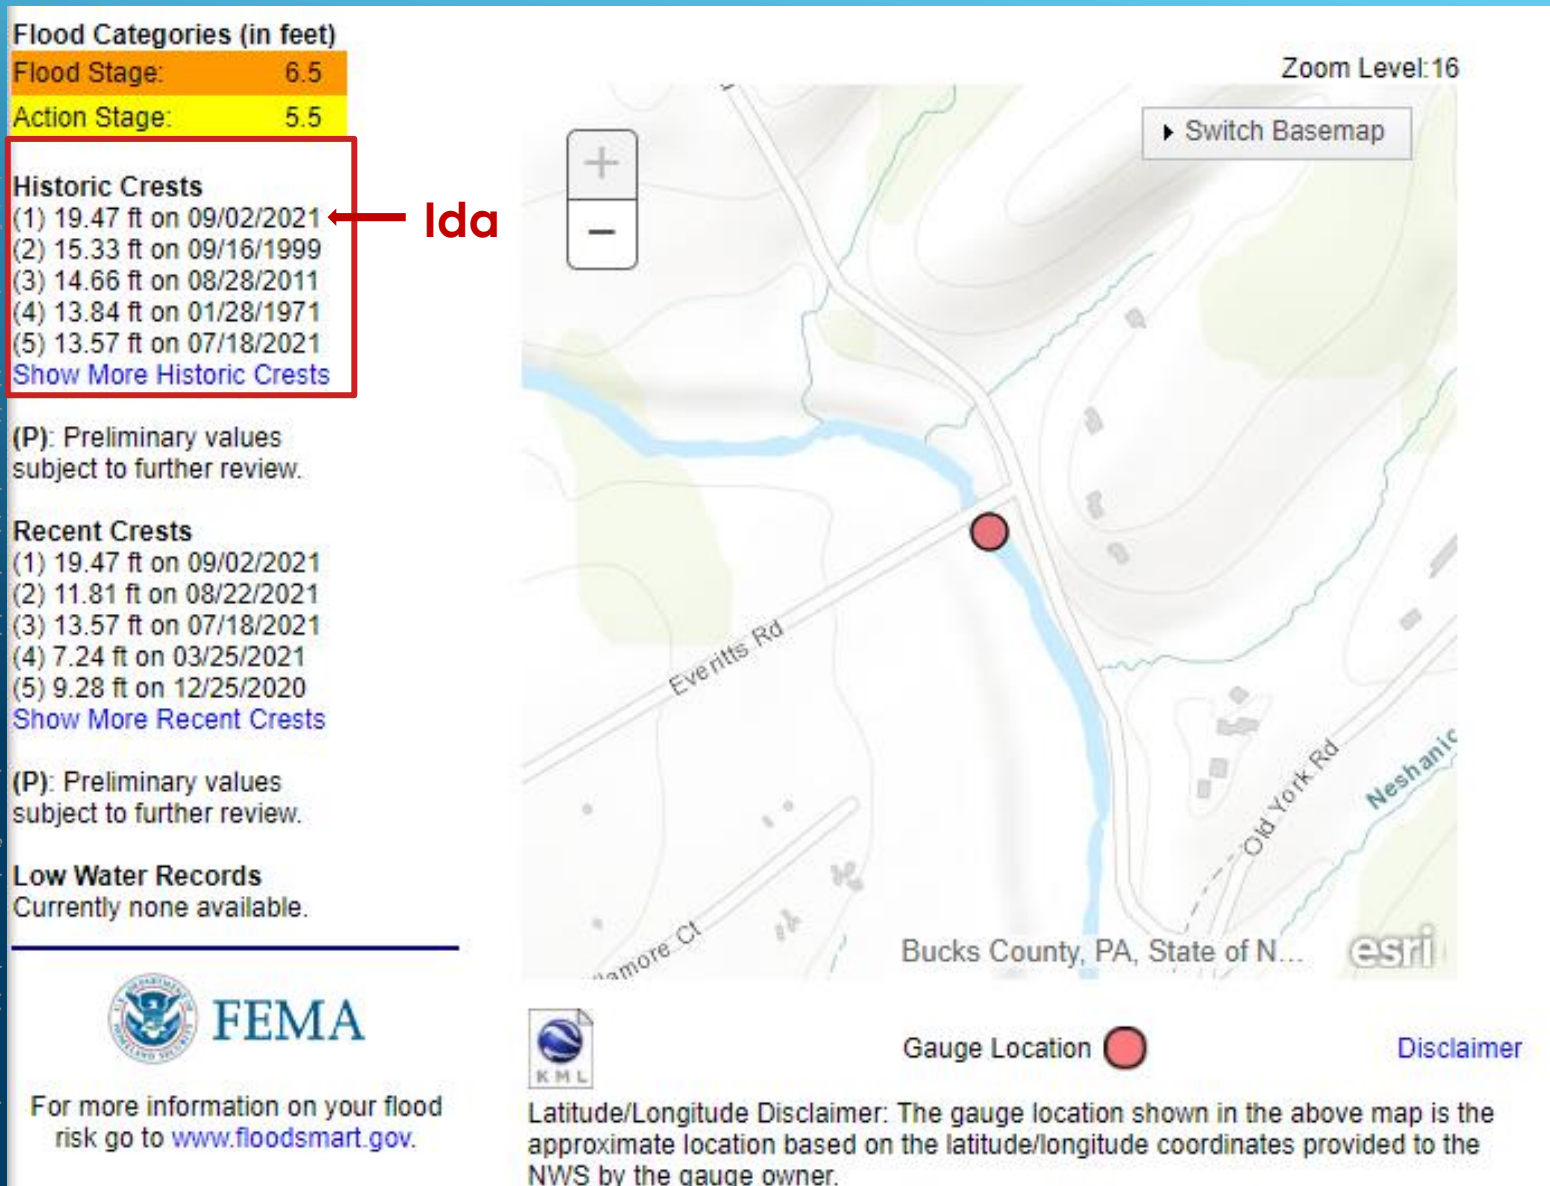 Flood Categories (in feet)
Flood Stage: 6.5
Action Stage: 5.5
Historic Crests
(1) 19.47 ft on 09/02/2021
Ida
(2) 15.33 ft on 09/16/1999
(3) 14.66 ft on 08/28/2011
(4) 13.84 ft on 01/28/1971
(5) 13.57 ft on 07/18/2021
Show More Historic Crests
(P): Preliminary values
subject to further review.
Recent Crests
(1) 19.47 ft on 09/02/2021
(2) 11.81 ft on 08/22/2021
(3) 13.57 ft on 07/18/2021
(4) 7.24 ft on 03/25/2021
(5) 9.28 ft on 12/25/2020
Show More Recent Crests
(P): Preliminary values
subject to further review.
Low Water Records
Currently none available.
FEMA
For more information on your flood
risk go to www.floodsmart.gov.
Zoom Level:16
Switch Basemap
+
−
Everitts Rd
Old York Rd
Neshanic
amore Ct
Bucks County, PA, State of N...
esri
KML
Gauge Location
Disclaimer
Latitude/Longitude Disclaimer: The gauge location shown in the above map is the
approximate location based on the latitude/longitude coordinates provided to the
NWS by the gauge owner.